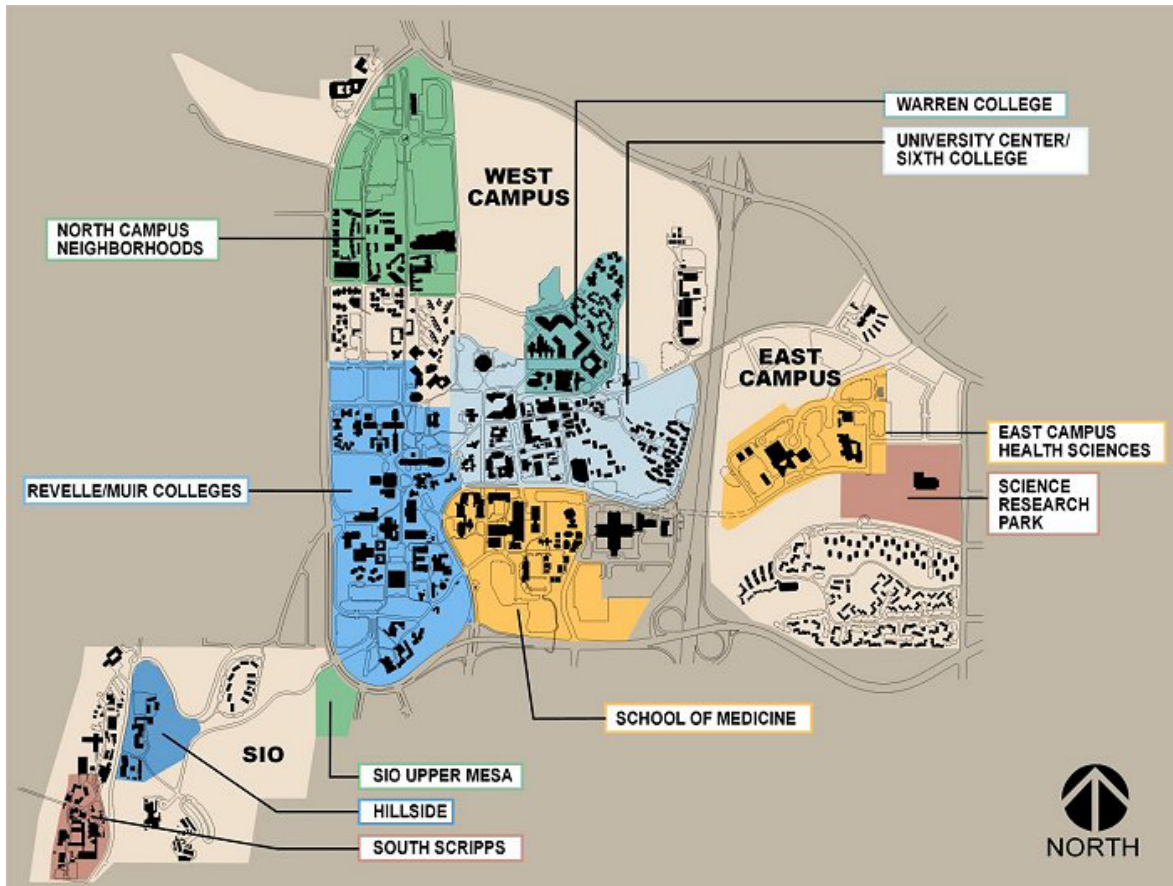 WARREN COLLEGE
UNIVERSITY CENTER/
SIXTH COLLEGE
WEST
CAMPUS
NORTH CAMPUS
NEIGHBORHOODS
EAST
CAMPUS
EAST CAMPUS
HEALTH SCIENCES
REVELLE/MUIR COLLEGES
SCIENCE
RESEARCH
PARK
SCHOOL OF MEDICINE
SIO
SIO UPPER MESA
HILLSIDE
SOUTH SCRIPPS
NORTH